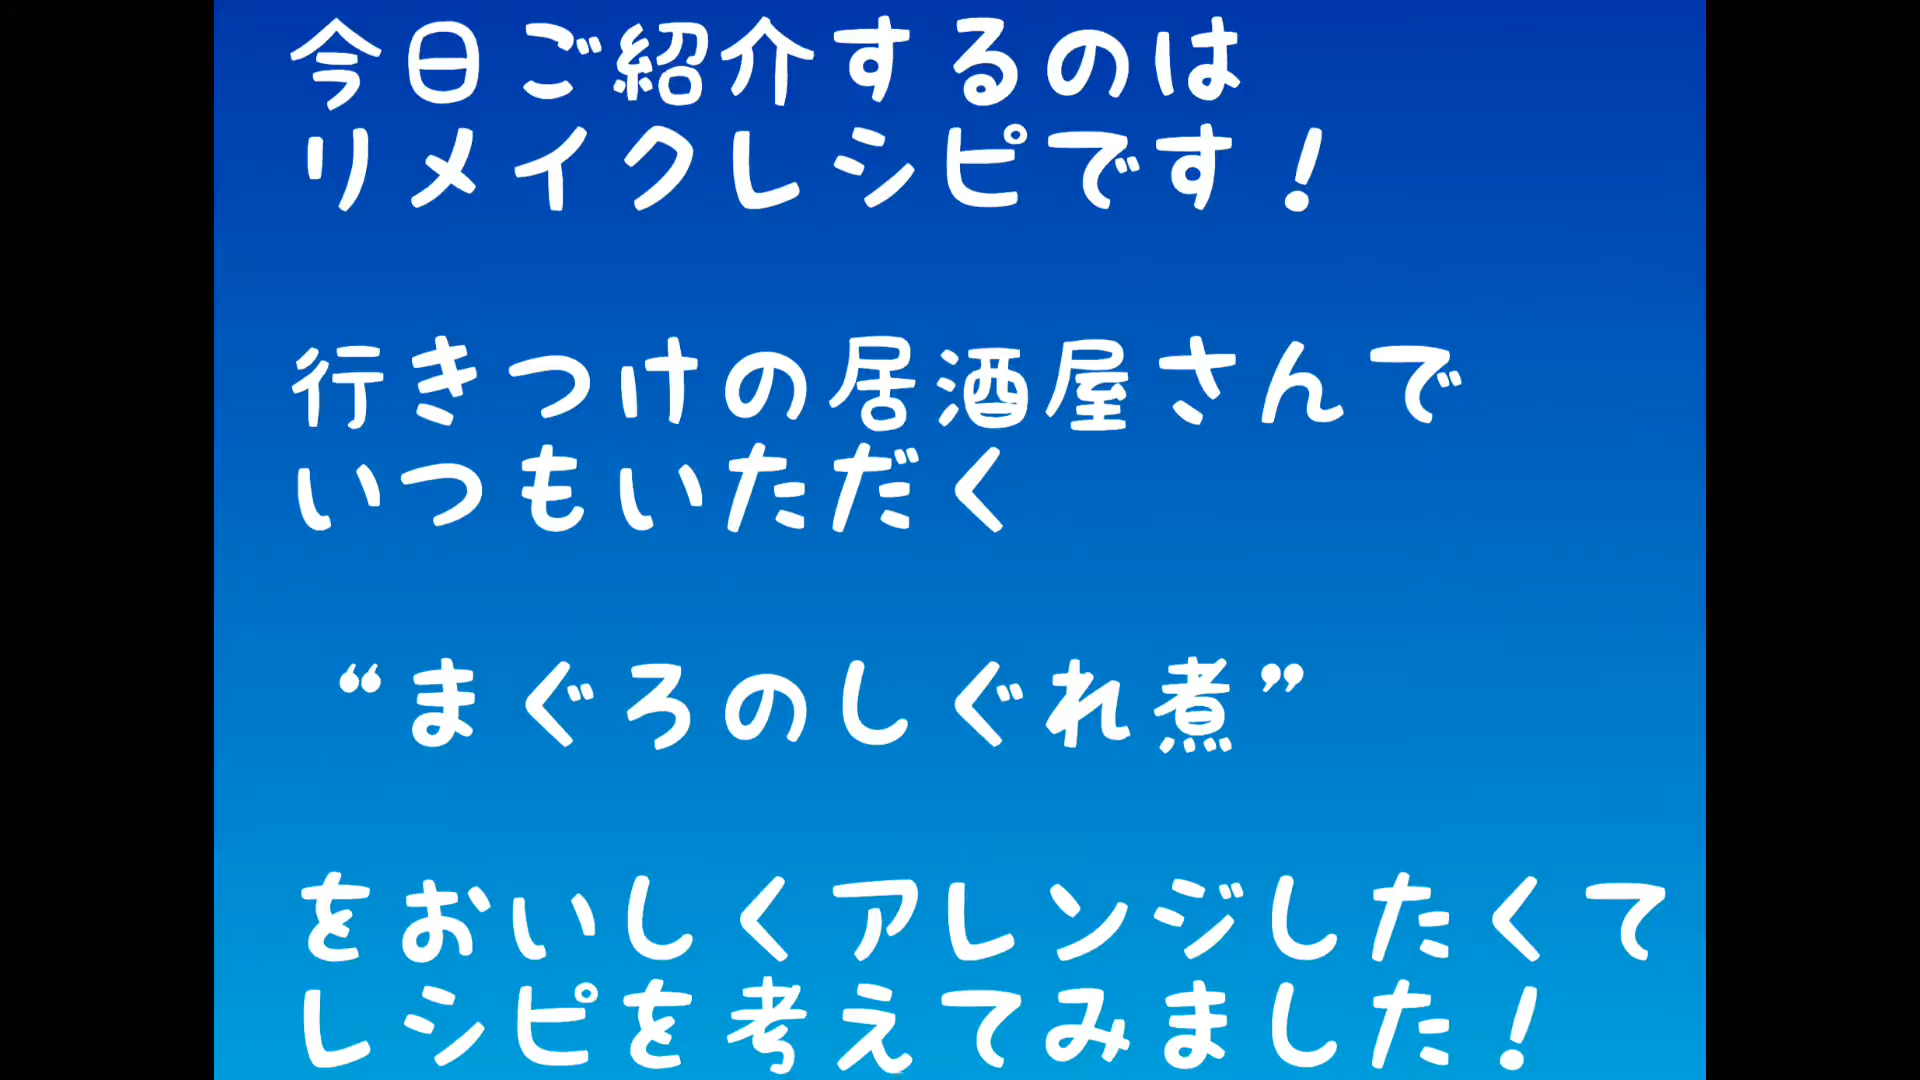 今日ご紹介するのは
リメイクレシピです！
行きつけの居酒屋さんで
いつもいただく
“まぐろのしぐれ煮”
をおいしくアレンジしたくて
レシピを考えてみました！